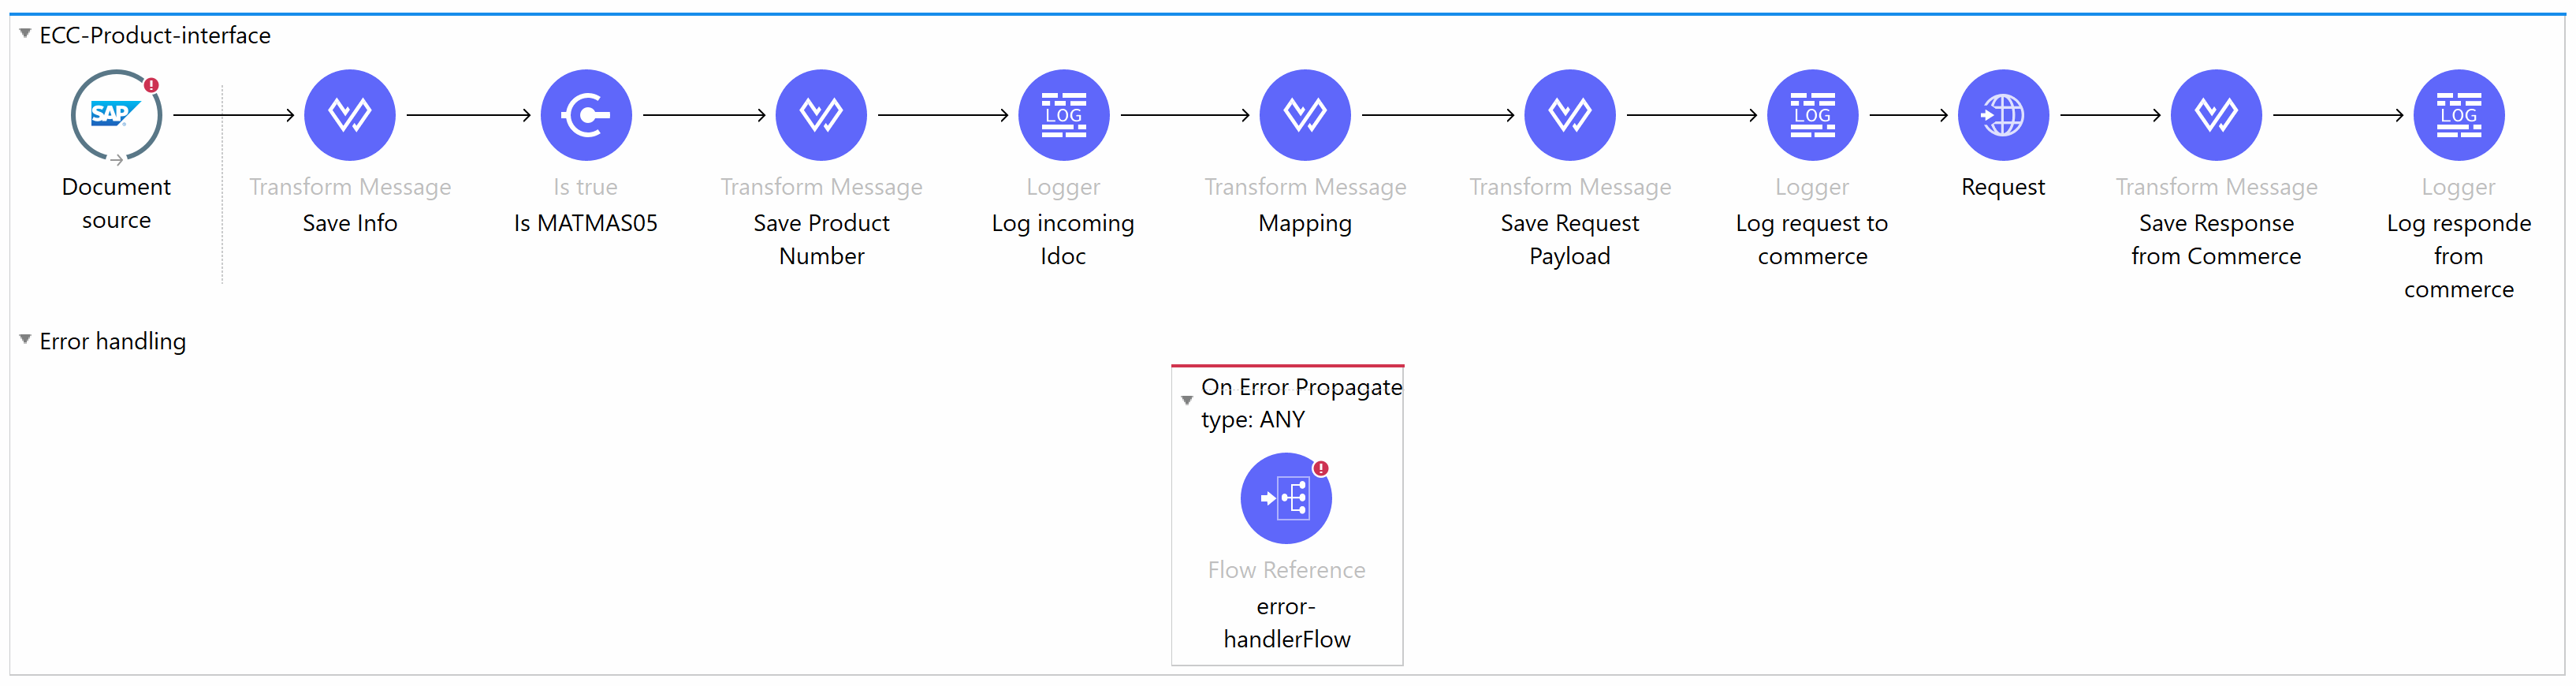 ECC-Product-interface
SAP
Document
source
Transform Message
Save Info
Is true
Is MATMAS05
Transform Message
Save Product
Number
LOG
Logger
Log incoming
Idoc
Transform Message
Mapping
Transform Message
Save Request
Payload
LOG
Logger
Log request to
commerce
Request
Transform Message
Save Response
from Commerce
LOG
Logger
Log responde
from
commerce
Error handling
On Error Propagate
type: ANY
Flow Reference
error-
handlerFlow